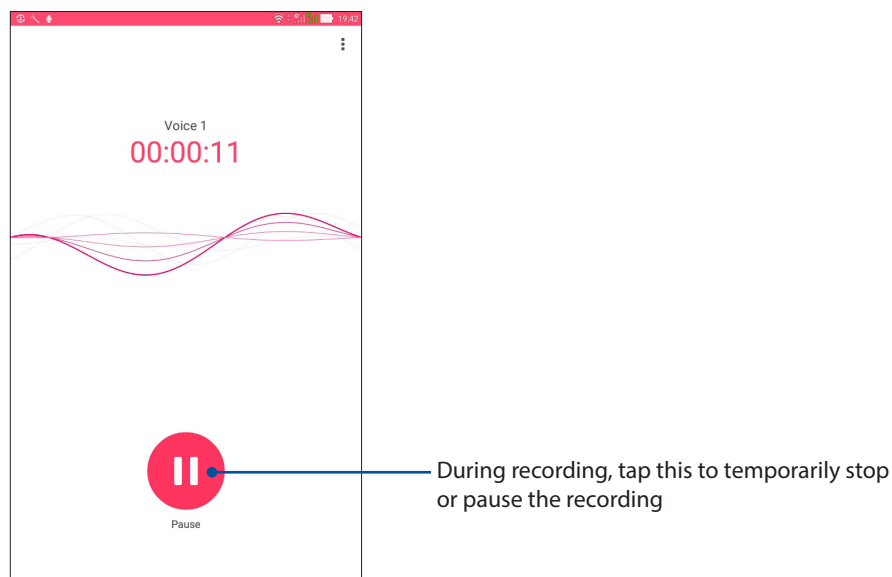 19:42
Voice 1
00:00:11
During recording, tap this to temporarily stop
or pause the recording
Pause